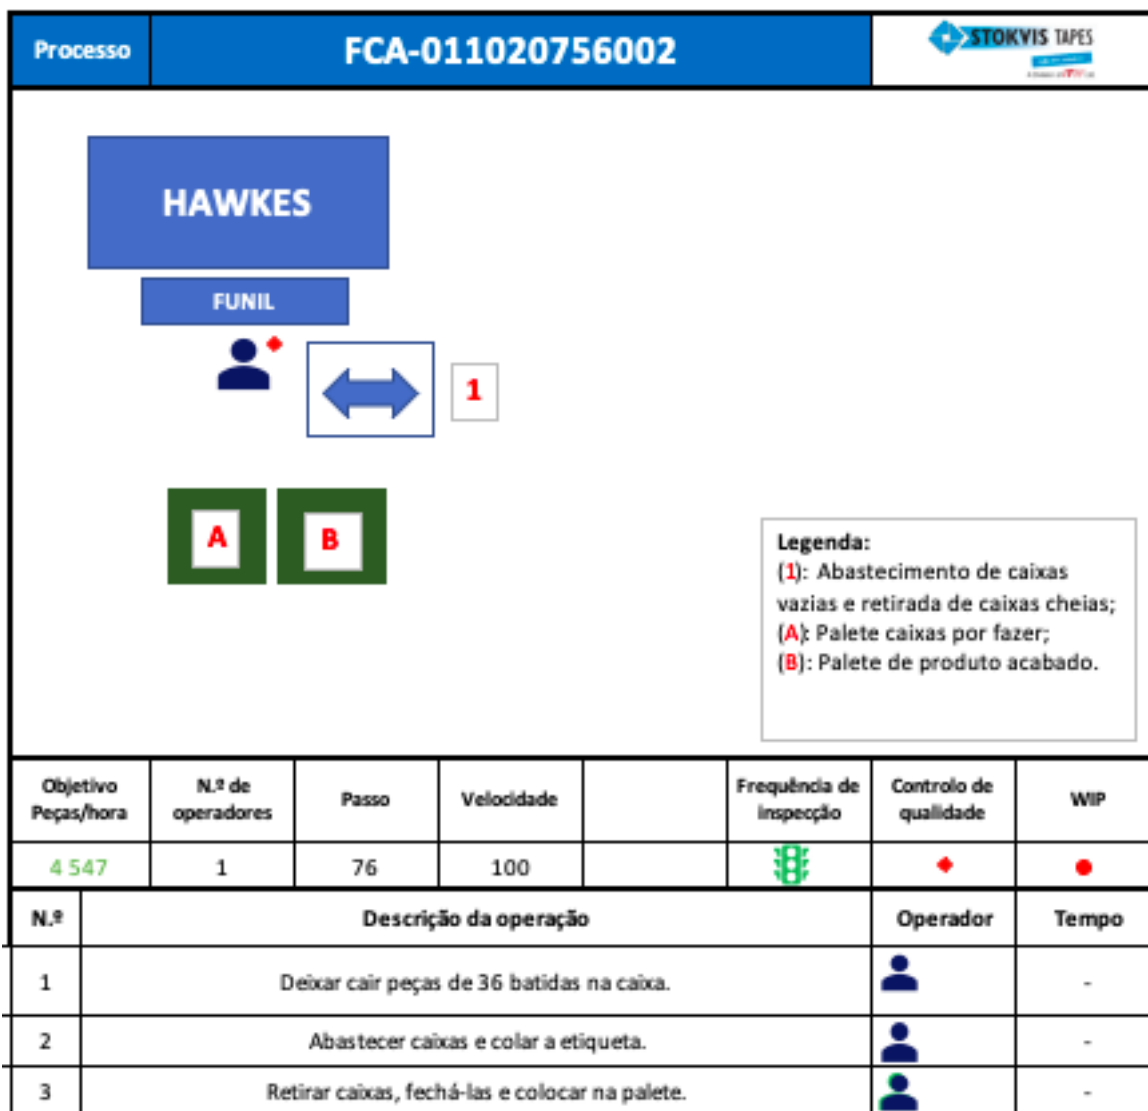 Processo
FCA-011020756002
STOKVIS TAPES
HAWKES
FUNIL
1
A
B
Legenda:
(1): Abastecimento de caixas
vazias e retirada de caixas cheias;
(A): Palete caixas por fazer;
(B): Palete de produto acabado.
Objetivo
Peças/hora
N.º de
operadores
Passo
Velocidade
Frequência de
inspecção
Controlo de
qualidade
WIP
4 547
1
76
100
N.º
Descrição da operação
Operador
Tempo
1
Deixar cair peças de 36 batidas na caixa.
-
2
Abastecer caixas e colar a etiqueta.
-
3
Retirar caixas, fechá-las e colocar na palete.
-